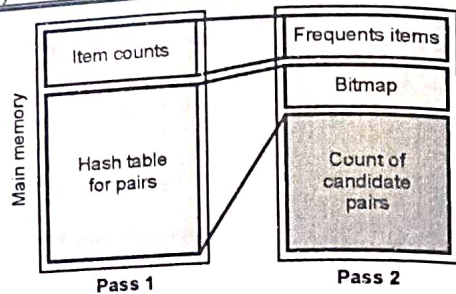 Main memory
Item counts
Hash table
for pairs
Pass 1
Frequents items
Bitmap
Count of
candidate
pairs
Pass 2